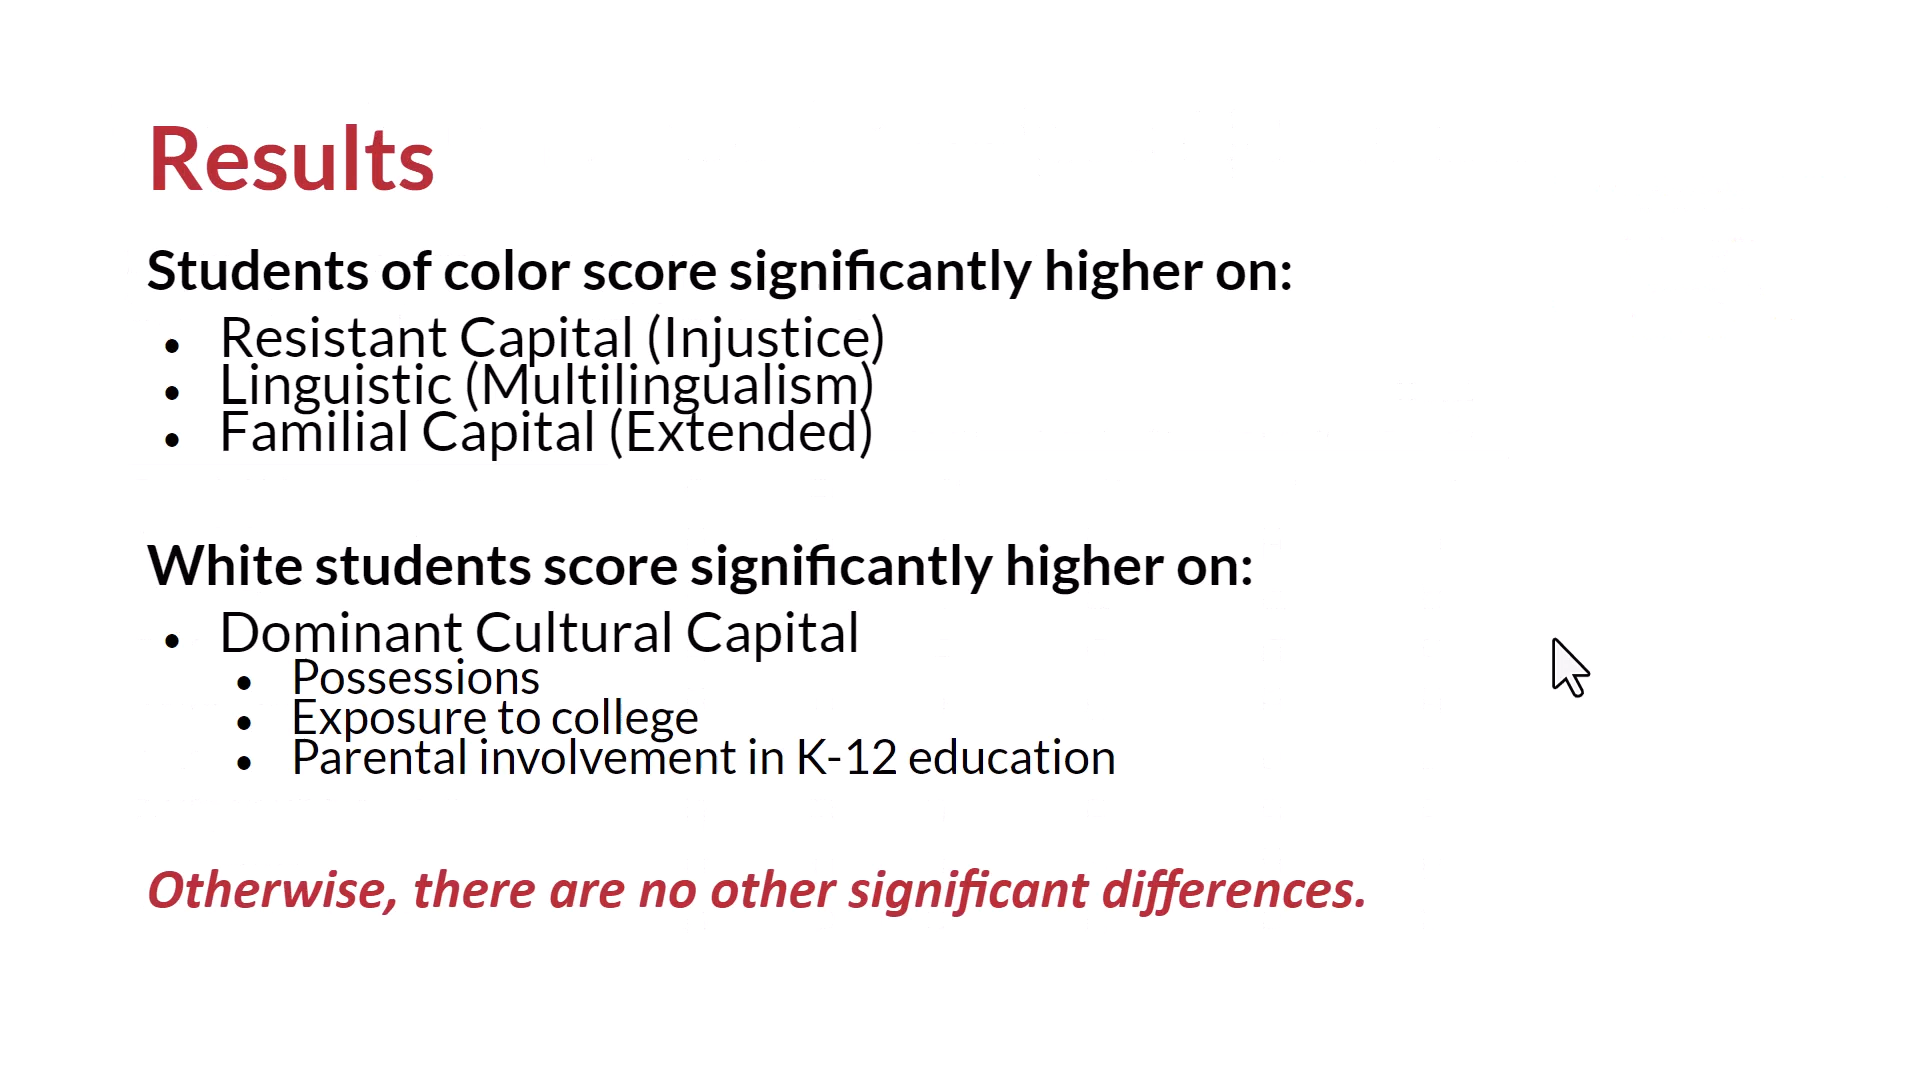 Results
Students of color score significantly higher on:
• Resistant Capital (Injustice)
• Linguistic (Multilingualism)
• Familial Capital (Extended)
White students score significantly higher on:
• Dominant Cultural Capital
• Possessions
• Exposure to college
• Parental involvement in K-12 education
Otherwise, there are no other significant differences.